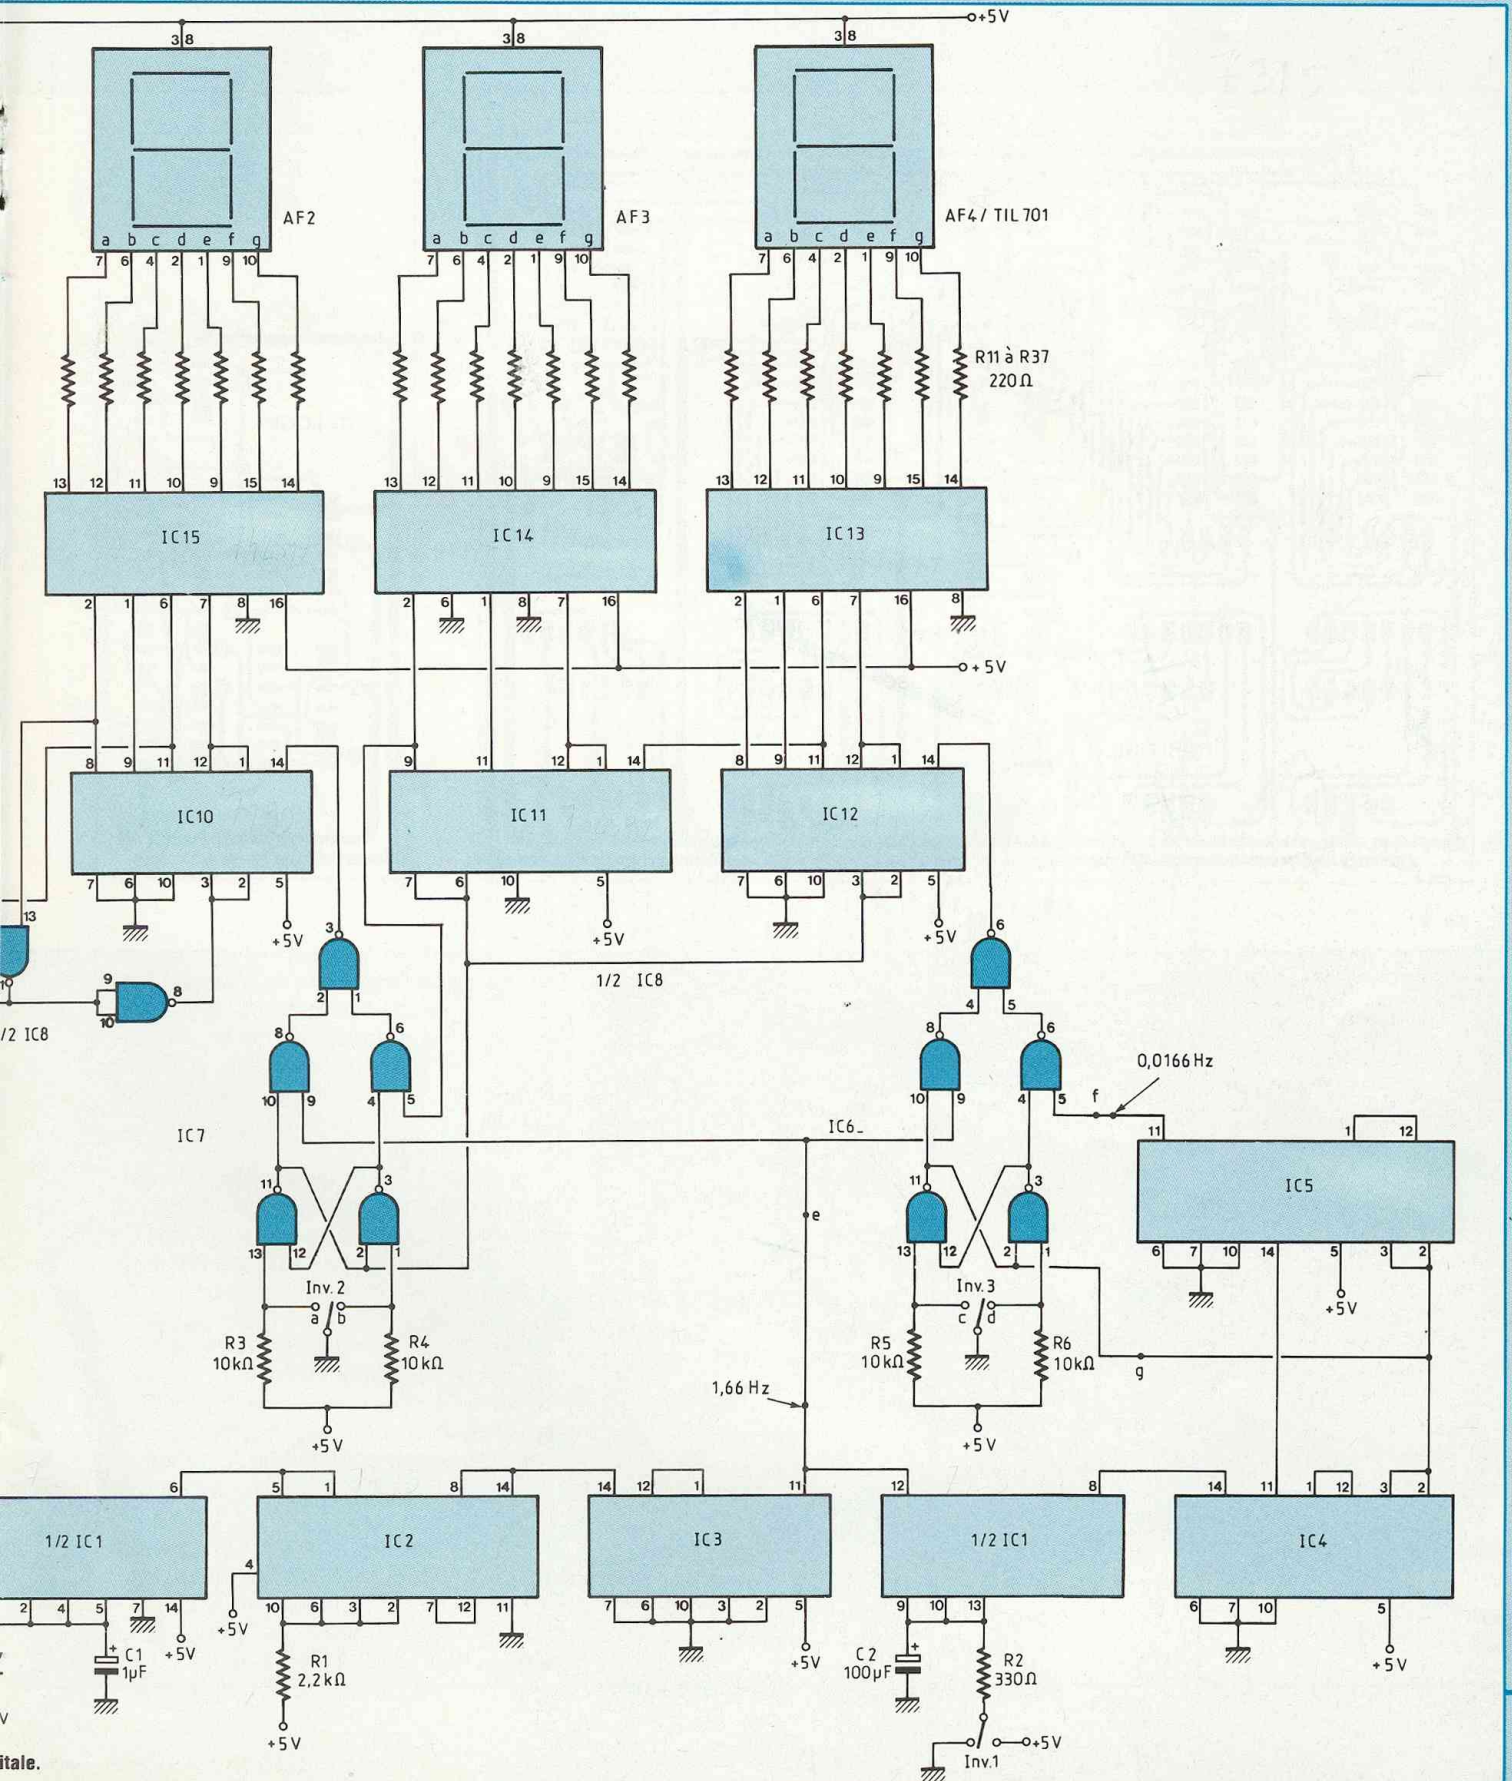 +5V
3 8 3 8 3 8
AF2 AF3 AF4/ TIL 701
a b c d e f g a b c d e f g a b c d e f g
7 6 4 2 1 9 10 7 6 4 2 1 9 10 7 6 4 2 1 9 10
R11 à R37
220Ω
13 12 11 10 9 15 14 13 12 11 10 9 15 14 13 12 11 10 9 15 14
IC15 IC14 IC13
2 1 6 7 8 16 2 6 1 8 7 16 2 1 6 7 16 8
+5V
8 9 11 12 1 14 9 11 12 1 14 8 9 11 12 1 14
IC10 IC11 IC12
7 6 10 3 2 5 7 6 10 5 7 6 10 3 2 5
13
+5V 3 +5V +5V 6
1/2 IC8
9 8
10
2 1 4 5
/2 IC8
8 6 8 6
0,0166Hz
10 9 4 5 10 9 4 5 f
IC7 IC6
11 1 12
11 3 11 3
IC5
e
13 12 2 1 13 12 2 1
6 7 10 14 5 3 2
Inv.2 Inv.3
a b c d
+5V
R3 R4 R5 R6
10kΩ 10kΩ 10kΩ 10kΩ
g
1,66 Hz
+5V +5V
6 5 1 8 14 14 12 1 11 12 8 14 11 1 12 3 2
1/2 IC1 IC2 IC3 1/2 IC1 IC4
4
2 4 5 7 14 10 6 3 2 7 12 11 7 6 10 3 2 5 9 10 13 6 7 10 5
+5V
+ C1
1µF
+5V
R1
2,2kΩ
+5V
C2 +
100µF
R2
330Ω
+5V
+5V
+5V
Inv.1
V
itale.